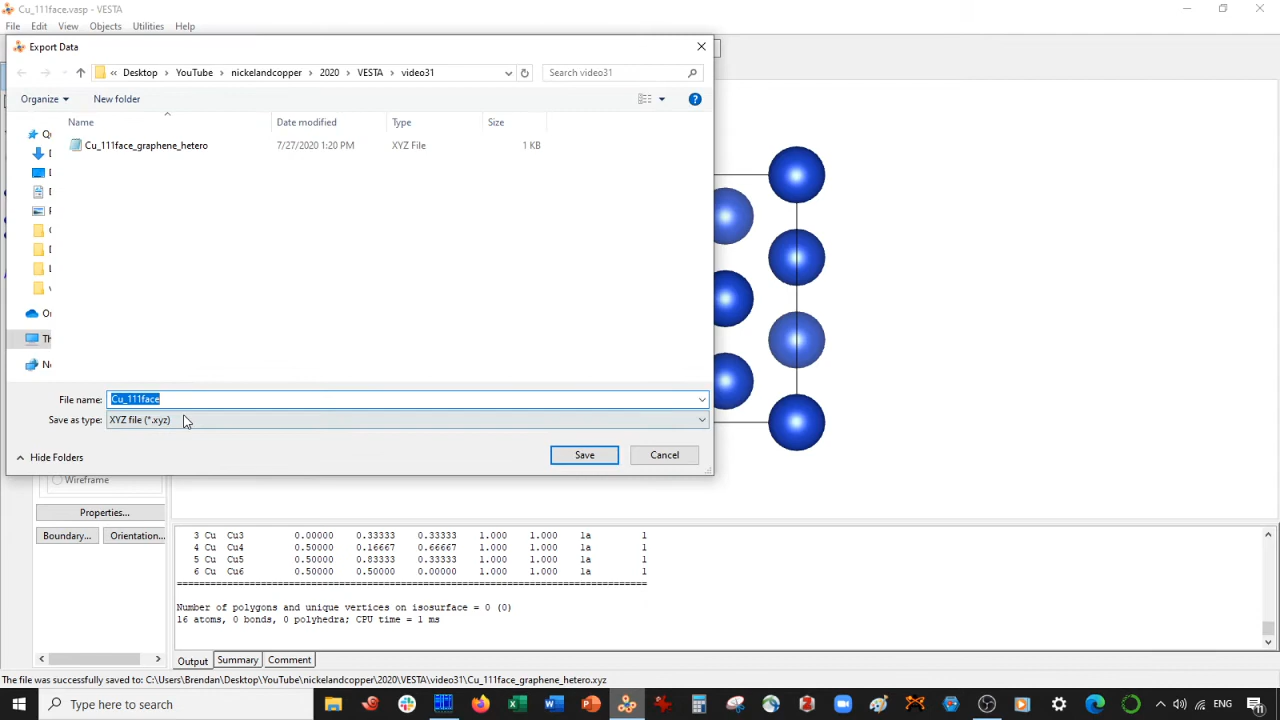 Cu_111face.vasp - VESTA
File Edit View Objects Utilities Help
Export Data
« Desktop › YouTube › nickelandcopper › 2020 › VESTA › video31
Search video31
Organize New folder
Name Date modified Type Size
Cu_111face_graphene_hetero 7/27/2020 1:20 PM XYZ File 1 KB
File name: Cu_111face
Save as type: XYZ file (*.xyz)
Hide Folders Save Cancel
Wireframe
Properties...
Boundary... Orientation...
3 Cu Cu3 0.00000 0.33333 0.33333 1.000 1.000 1a 1
4 Cu Cu4 0.50000 0.16667 0.66667 1.000 1.000 1a 1
5 Cu Cu5 0.50000 0.83333 0.33333 1.000 1.000 1a 1
6 Cu Cu6 0.50000 0.50000 0.00000 1.000 1.000 1a 1
Number of polygons and unique vertices on isosurface = 0 (0)
16 atoms, 0 bonds, 0 polyhedra; CPU time = 1 ms
Output Summary Comment
The file was successfully saved to: C:\Users\Brendan\Desktop\YouTube\nickelandcopper\2020\VESTA\video31\Cu_111face_graphene_hetero.xyz
Type here to search
ENG